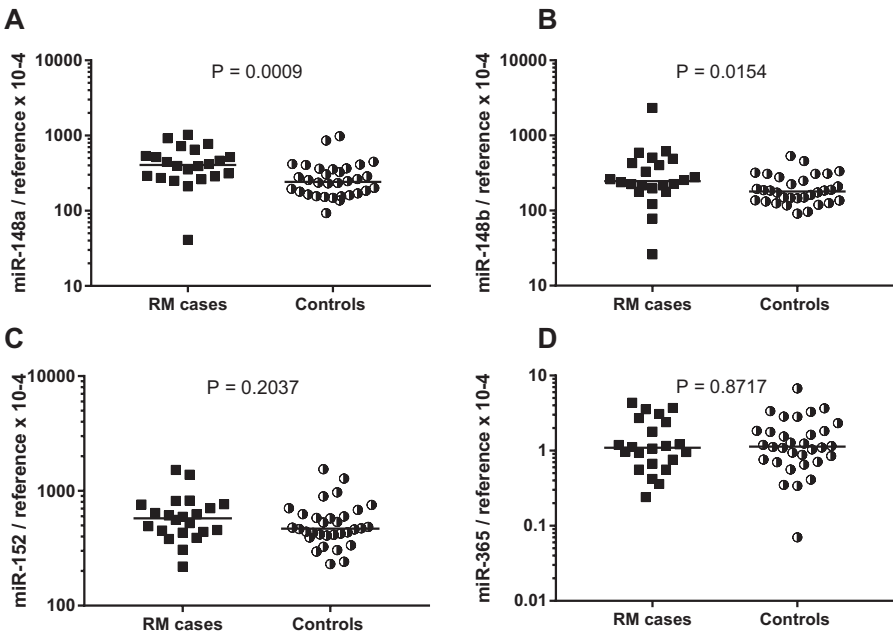 A
miR-148a / reference x 10-4
10000
1000
100
10
P = 0.0009
RM cases
Controls
B
miR-148b / reference x 10-4
10000
1000
100
10
P = 0.0154
RM cases
Controls
C
miR-152 / reference x 10-4
10000
1000
100
P = 0.2037
RM cases
Controls
D
miR-365 / reference x 10-4
10
1
0.1
0.01
P = 0.8717
RM cases
Controls